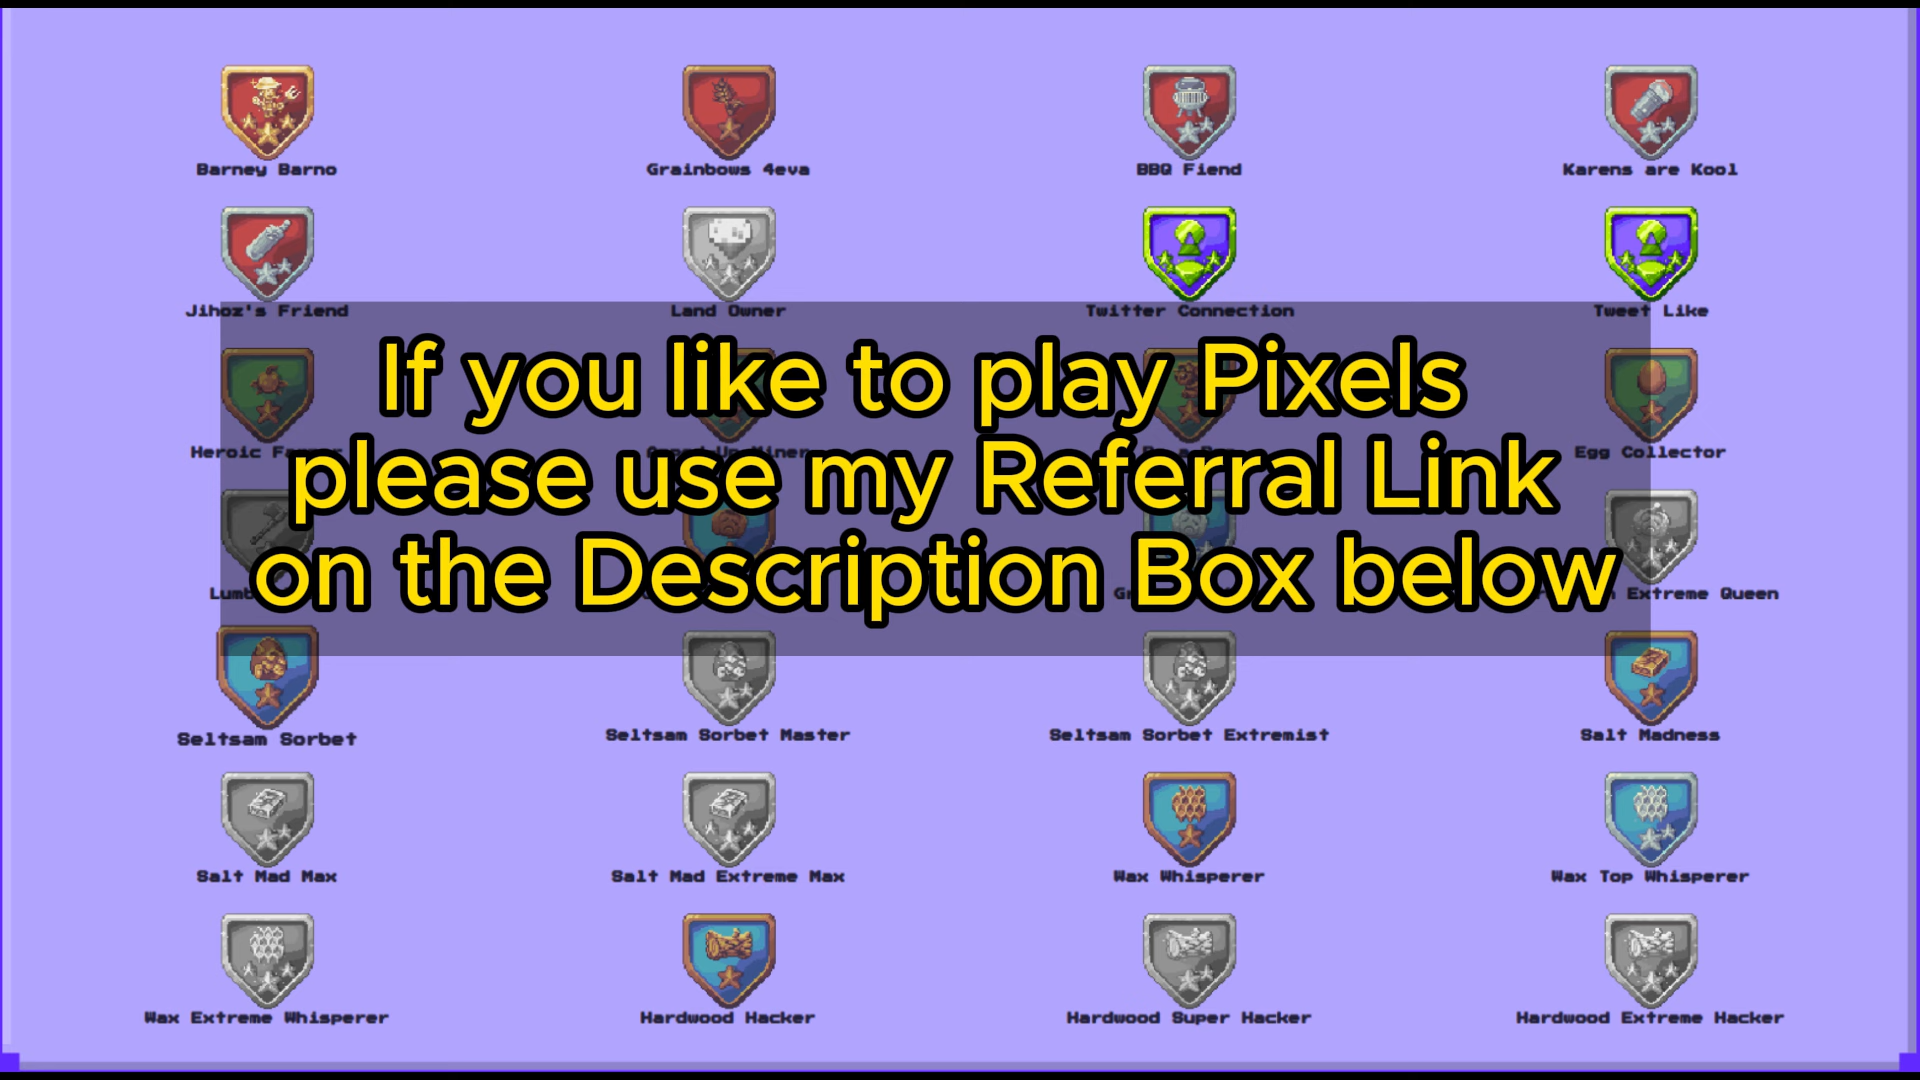 Barney Barno
Grainbows 4eva
BBQ Fiend
Karens are Kool
Jihoz's Friend
Land Owner
Twitter Connection
Tweet Like
If you like to play Pixels
please use my Referral Link
on the Description Box below
Heroic
Egg Collector
Extreme Queen
Seltsam Sorbet
Seltsam Sorbet Master
Seltsam Sorbet Extremist
Salt Madness
Salt Mad Max
Salt Mad Extreme Max
Wax Whisperer
Wax Top Whisperer
Wax Extreme Whisperer
Hardwood Hacker
Hardwood Super Hacker
Hardwood Extreme Hacker